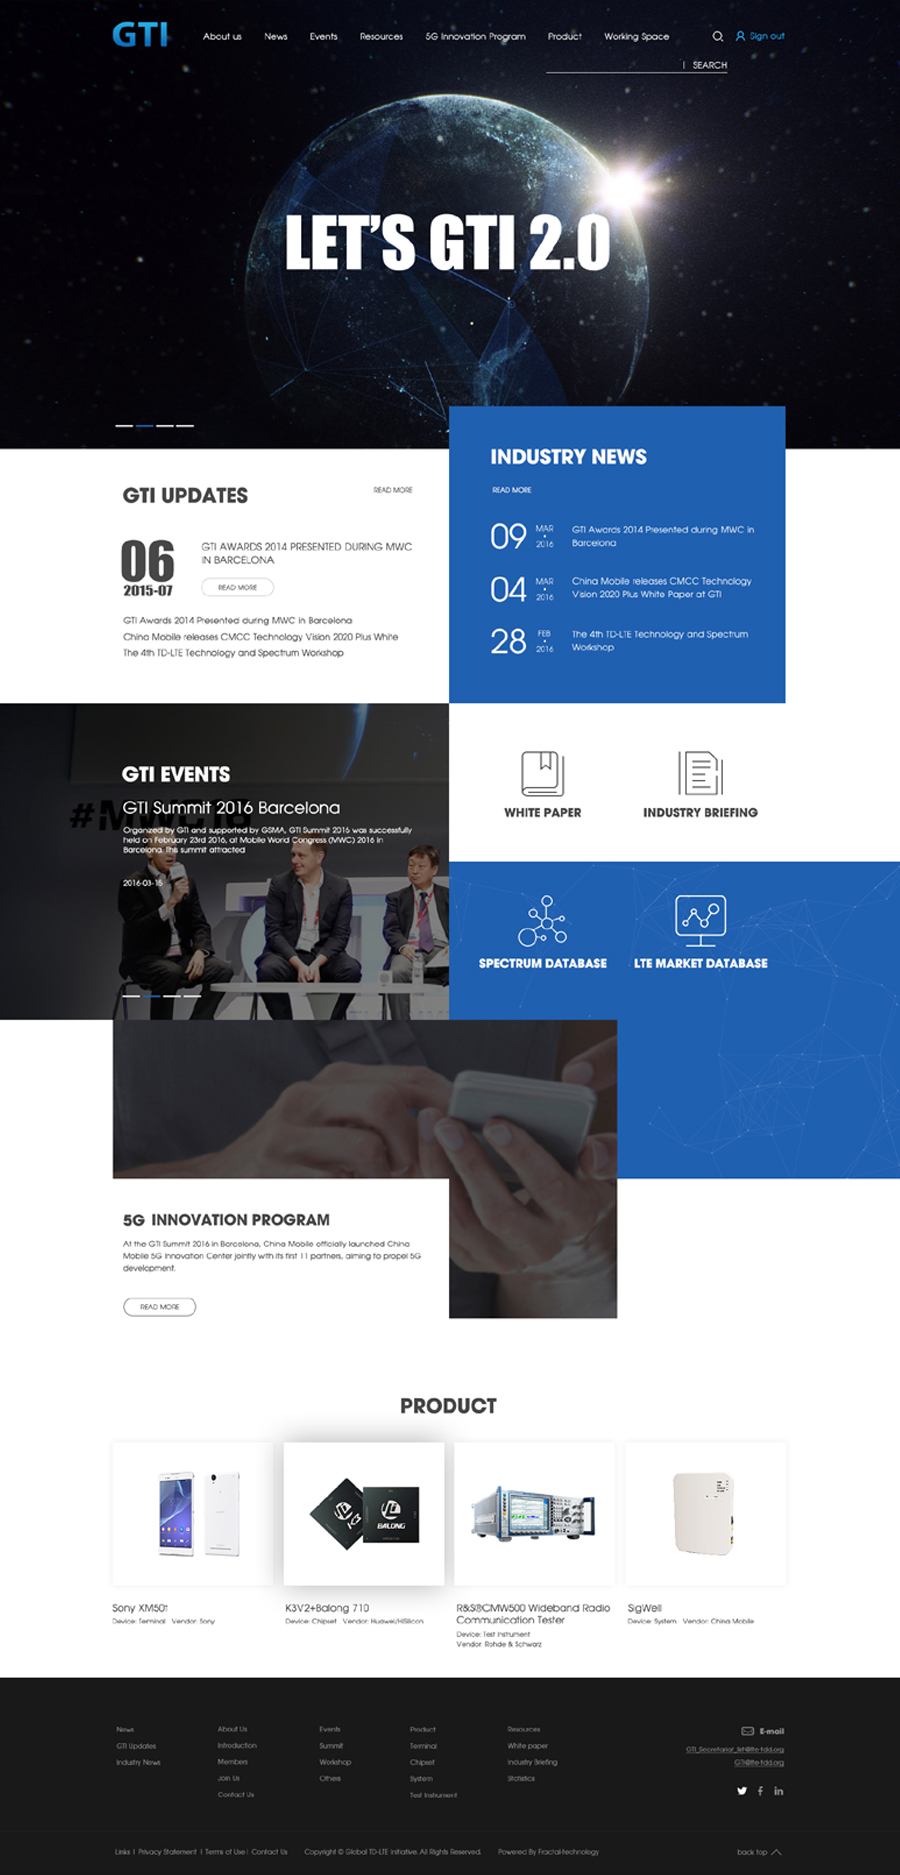 GTI
About us News Events Resources 5G Innovation Program Product Working Space Sign out
| SEARCH
LET'S GTI 2.0
GTI UPDATES
READ MORE
06
2015-07
GTI AWARDS 2014 PRESENTED DURING MWC
IN BARCELONA
READ MORE
GTI Awards 2014 Presented during MWC in Barcelona
China Mobile releases CMCC Technology Vision 2020 Plus White
The 4th TD-LTE Technology and Spectrum Workshop
INDUSTRY NEWS
READ MORE
09 MAR 2016
GTI Awards 2014 Presented during MWC in
Barcelona
04 MAR 2016
China Mobile releases CMCC Technology
Vision 2020 Plus White Paper at GTI
28 FEB 2016
The 4th TD-LTE Technology and Spectrum
Workshop
GTI EVENTS
#MWC16
GTI Summit 2016 Barcelona
Organized by GTI and supported by GSMA, GTI Summit 2016 was successfully
held on February 23rd 2016, at Mobile World Congress (MWC) 2016 in
Barcelona. This summit attracted
2016-03-15
WHITE PAPER
INDUSTRY BRIEFING
SPECTRUM DATABASE
LTE MARKET DATABASE
5G INNOVATION PROGRAM
At the GTI Summit 2016 in Barcelona, China Mobile officially launched China
Mobile 5G Innovation Center jointly with its first 11 partners, aiming to propel 5G
development.
READ MORE
PRODUCT
BALONG
Sony XM50t
Device: Terminal Vendor: Sony
K3V2+Balong 710
Device: Chipset Vendor: Huawei/HiSilicon
R&S@CMW500 Wideband Radio
Communication Tester
Device: Test Instrument
Vendor: Rohde & Schwarz
SigWell
Device: System Vendor: China Mobile
News
GTI Updates
Industry News
About Us
Introduction
Members
Join Us
Contact Us
Events
Summit
Workshop
Others
Product
Terminal
Chipset
System
Test Instrument
Resources
White paper
Industry Briefing
Statistics
E-mail
GTI_Secretariat_list@lte-tdd.org
GTI@lte-tdd.org
Links | Privacy Statement | Terms of Use | Contact Us Copyright © Global TD-LTE Initiative. All Rights Reserved. Powered By Fractal-technology
back top